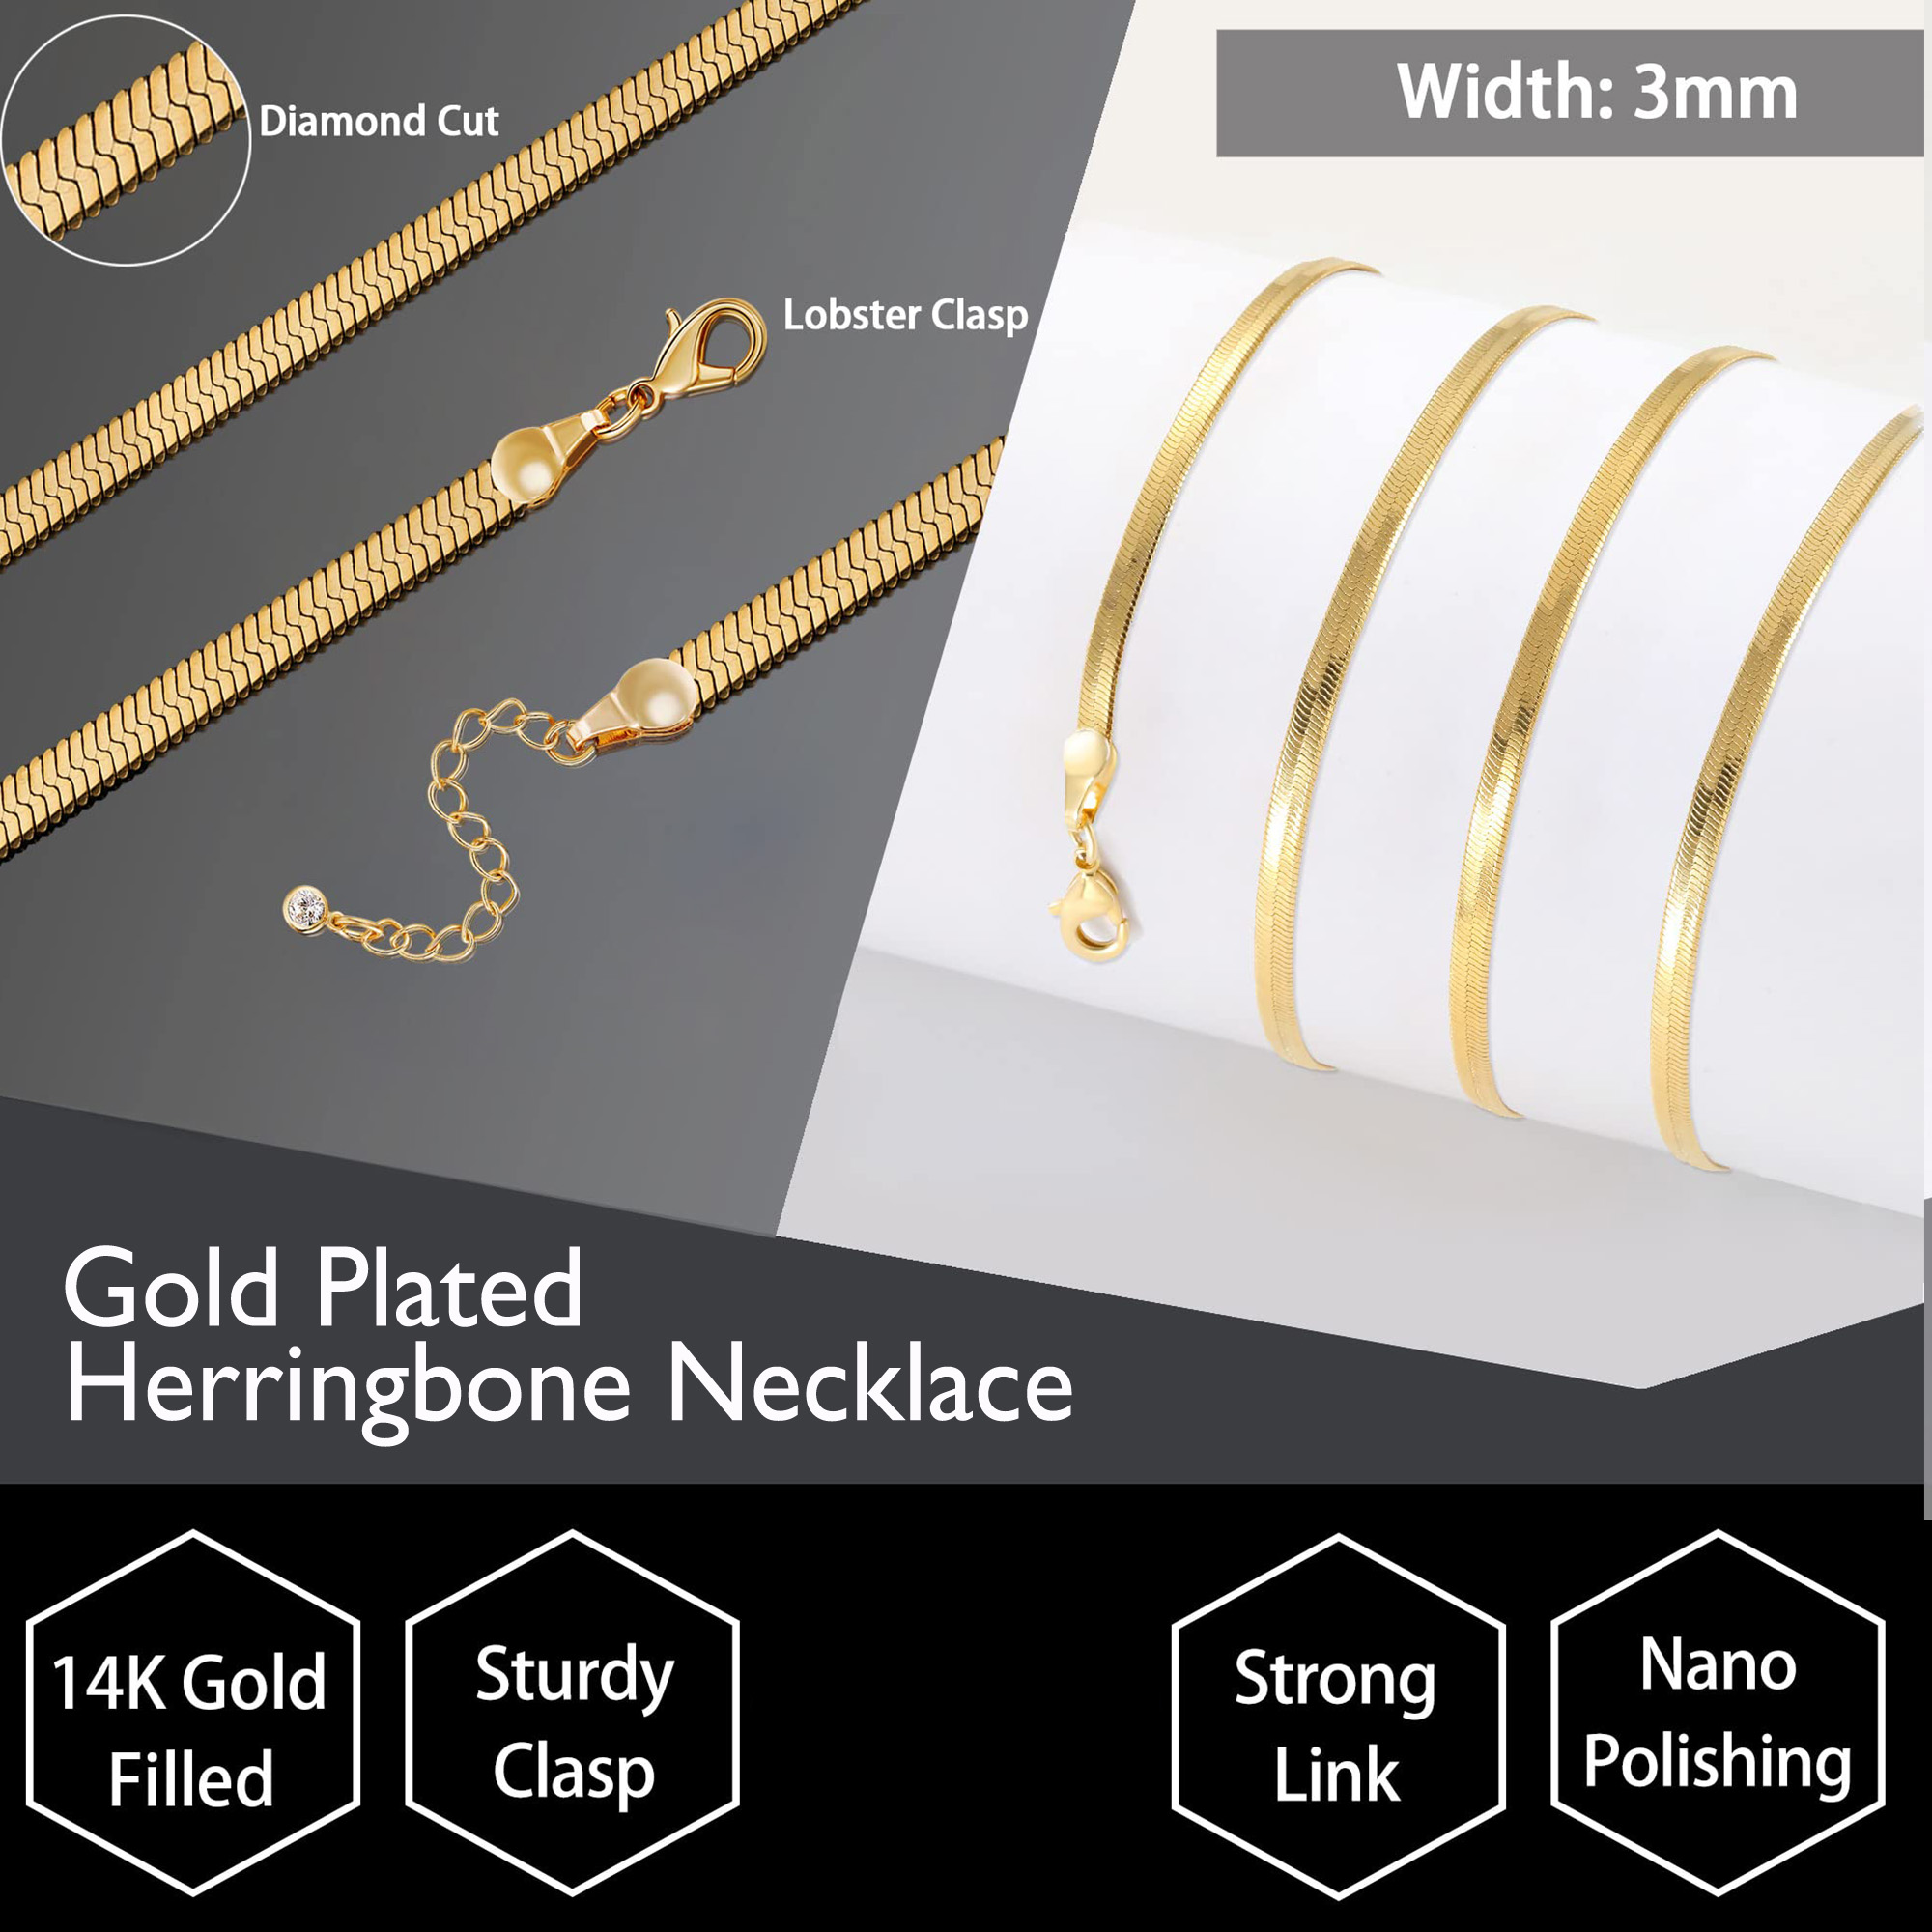 Width: 3mm
Diamond Cut
Lobster Clasp
Gold Plated
Herringbone Necklace
14K Gold
Filled
Sturdy
Clasp
Strong
Link
Nano
Polishing